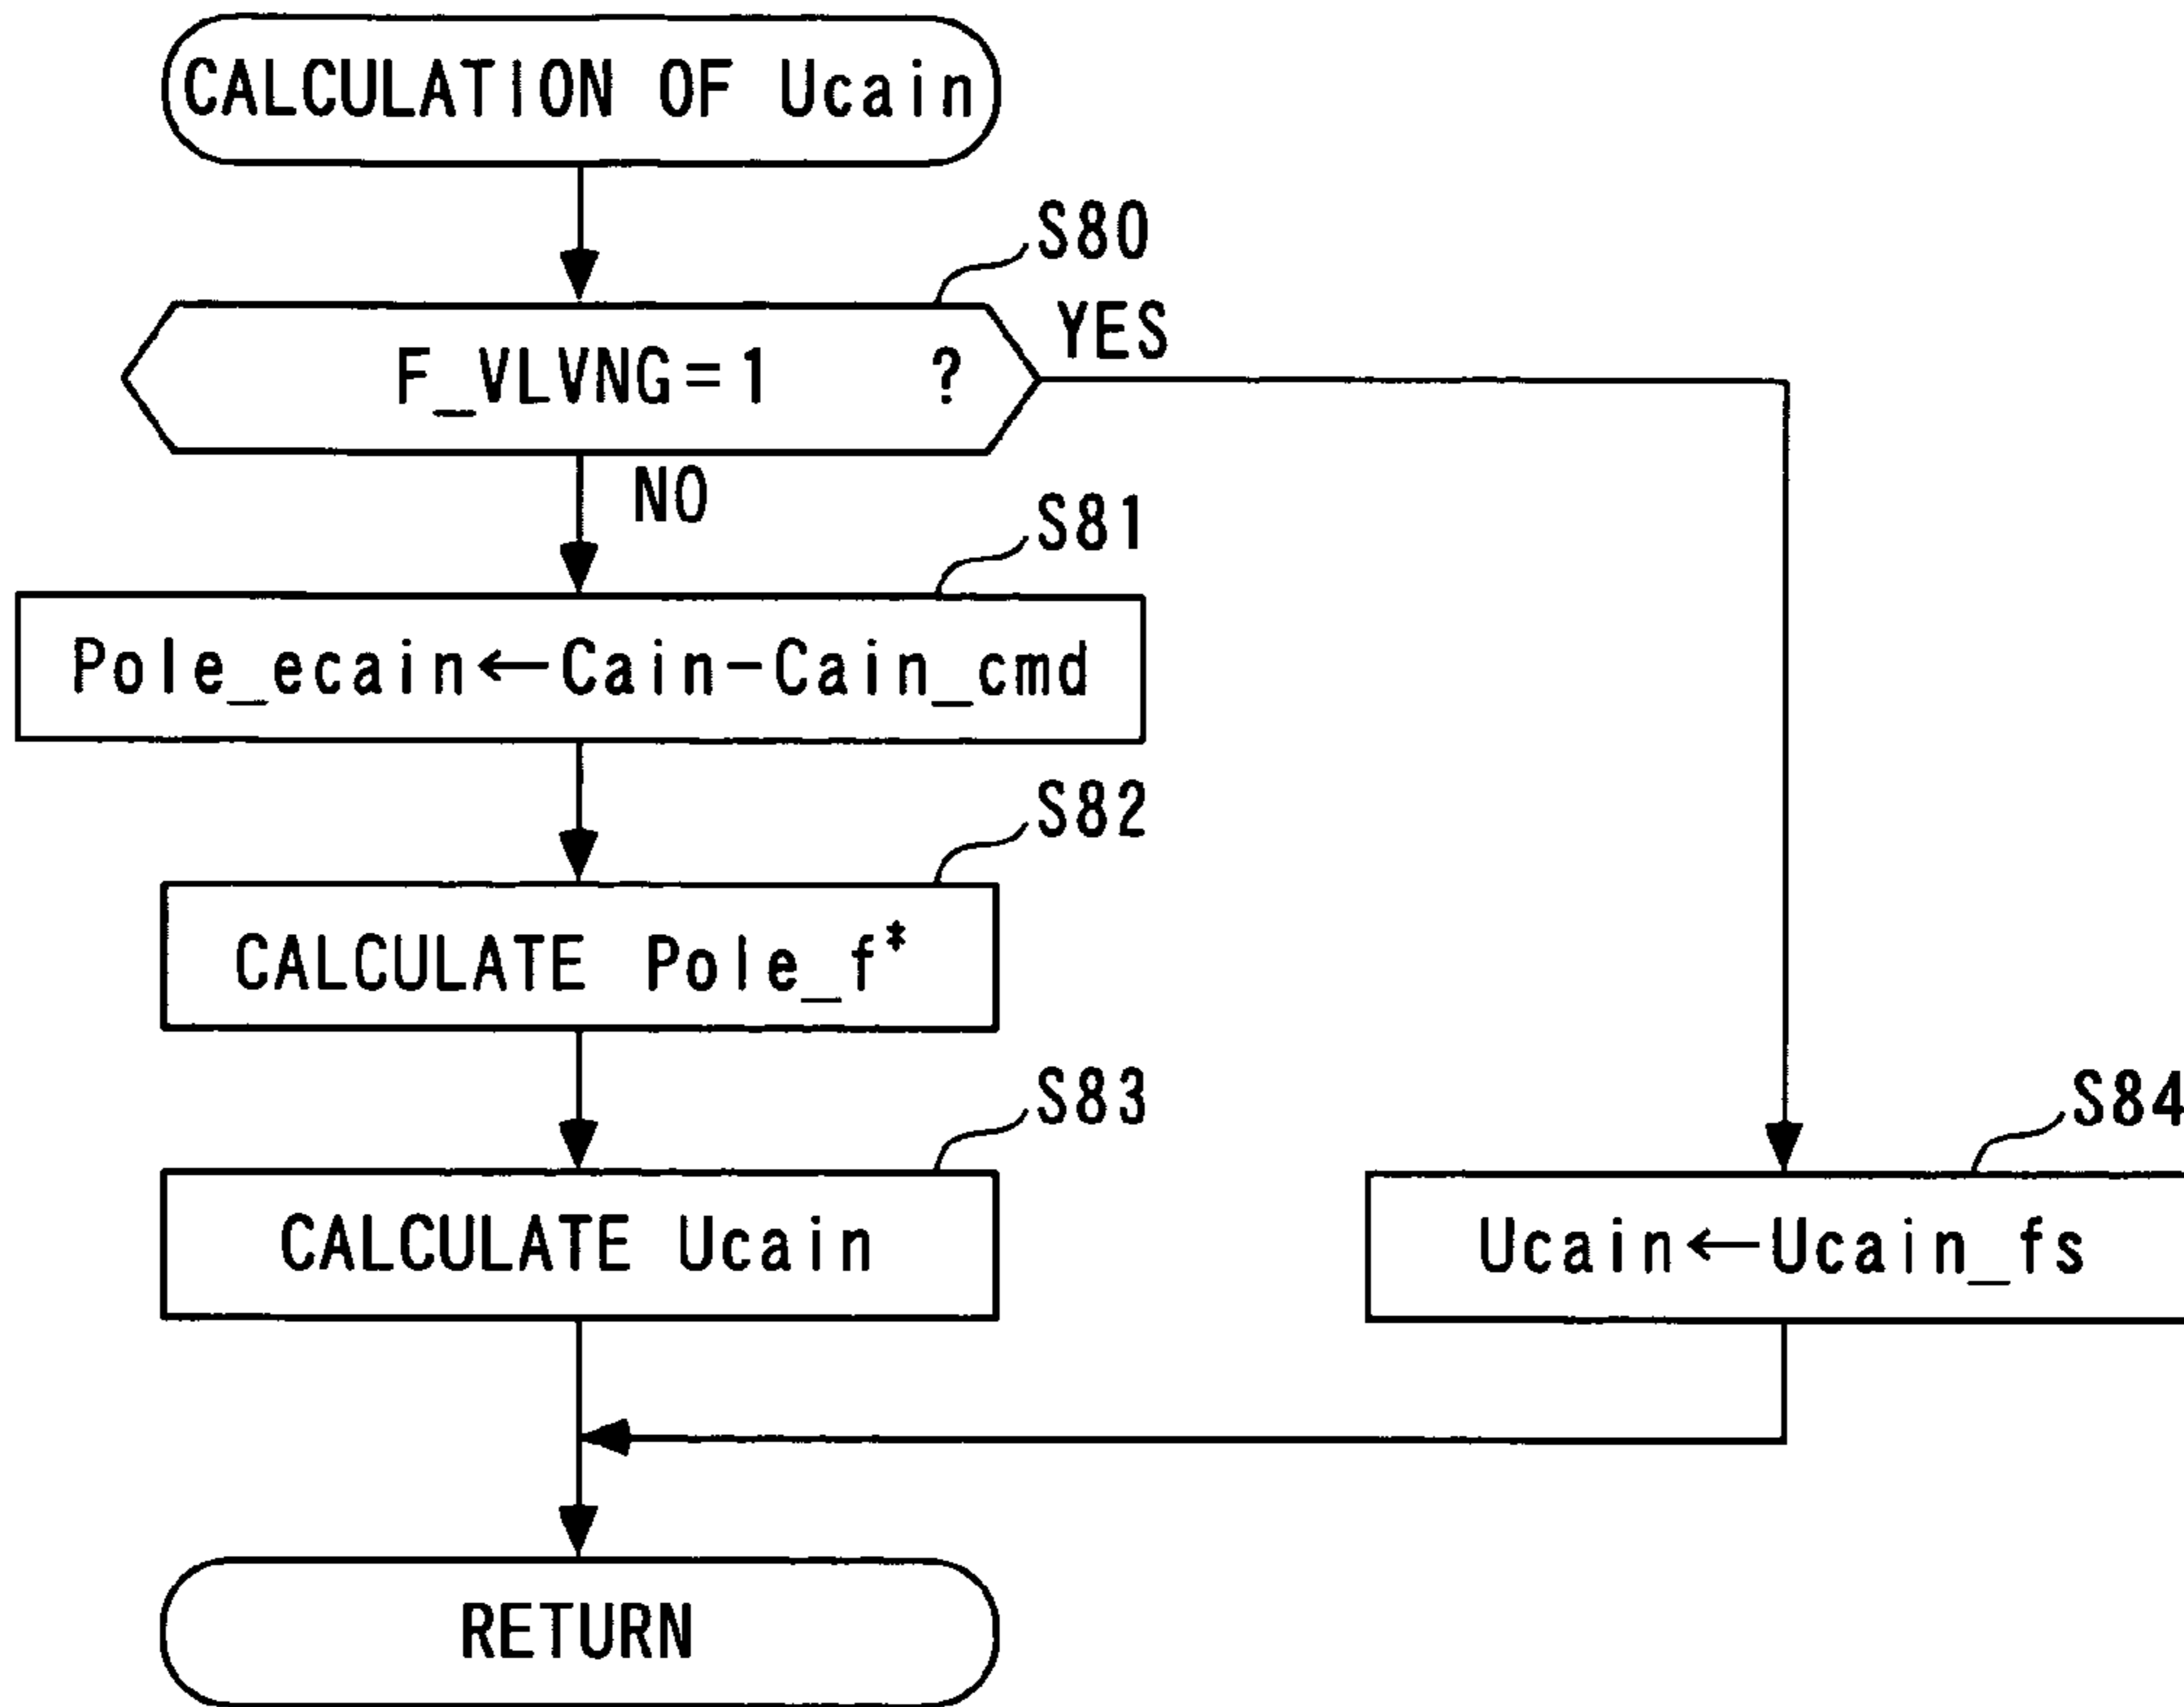 CALCULATION OF Ucain
S80
F_VLVNG=1 ?
YES
NO
S81
Pole_ecain←Cain-Cain_cmd
S82
CALCULATE Pole_f*
S83
CALCULATE Ucain
S84
Ucain←Ucain_fs
RETURN